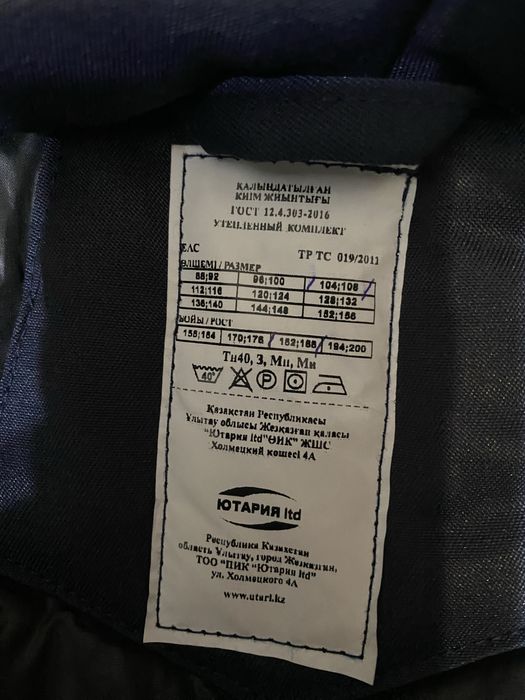 ҚАЛЫҢДАТЫЛҒАН
КИІМ ЖИЫНТЫҒЫ
ГОСТ 12.4.303-2016
УТЕПЛЕННЫЙ КОМПЛЕКТ
EAC ТР ТС 019/2011
ӨЛШЕМІ / РАЗМЕР
88;92 96;100 104;108
112;116 120;124 128;132
136;140 144;148 152;156
БОЙЫ / РОСТ
158;164 170;176 182;188 194;200
Тн40, З, Мп, Ми
40°
P
Қазақстан Республикасы
Ұлытау облысы Жезқазған қаласы
"Ютария ltd"ӨИК" ЖШС
Холмецкий көшесі 4А
ЮТАРИЯ ltd
Республика Казахстан
область Ұлытау, город Жезказган,
ТОО "ПИК "Ютария ltd"
ул. Холмецкого 4А
www.utari.kz